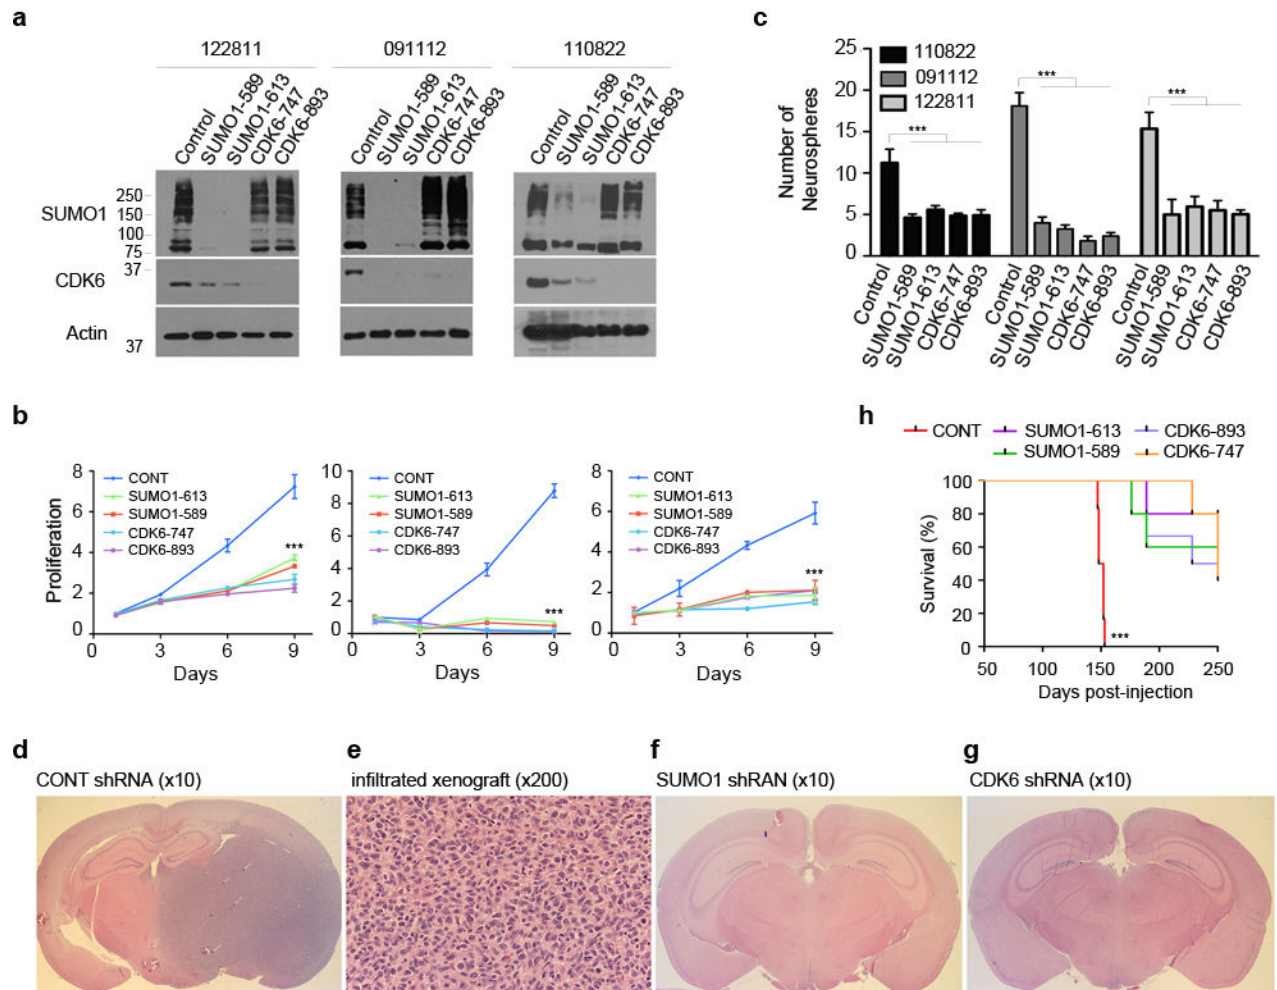 a
122811
091112
110822
Control
SUMO1-589
SUMO1-613
CDK6-747
CDK6-893
Control
SUMO1-589
SUMO1-613
CDK6-747
CDK6-893
Control
SUMO1-589
SUMO1-613
CDK6-747
CDK6-893
SUMO1
250
150
100
75
CDK6
37
Actin
37
b
Proliferation
8
6
4
2
0
0
3
6
9
Days
CONT
SUMO1-613
SUMO1-589
CDK6-747
CDK6-893
***
10
8
6
4
2
0
0
3
6
9
Days
CONT
SUMO1-613
SUMO1-589
CDK6-747
CDK6-893
***
8
6
4
2
0
0
3
6
9
Days
CONT
SUMO1-613
SUMO1-589
CDK6-747
CDK6-893
***
c
Number of
Neurospheres
25
20
15
10
5
0
110822
091112
122811
***
***
***
Control
SUMO1-589
SUMO1-613
CDK6-747
CDK6-893
Control
SUMO1-589
SUMO1-613
CDK6-747
CDK6-893
Control
SUMO1-589
SUMO1-613
CDK6-747
CDK6-893
h
CONT
SUMO1-613
CDK6-893
SUMO1-589
CDK6-747
Survival (%)
100
80
60
40
20
0
***
50
100
150
200
250
Days post-injection
d
CONT shRNA (x10)
e
infiltrated xenograft (x200)
f
SUMO1 shRAN (x10)
g
CDK6 shRNA (x10)